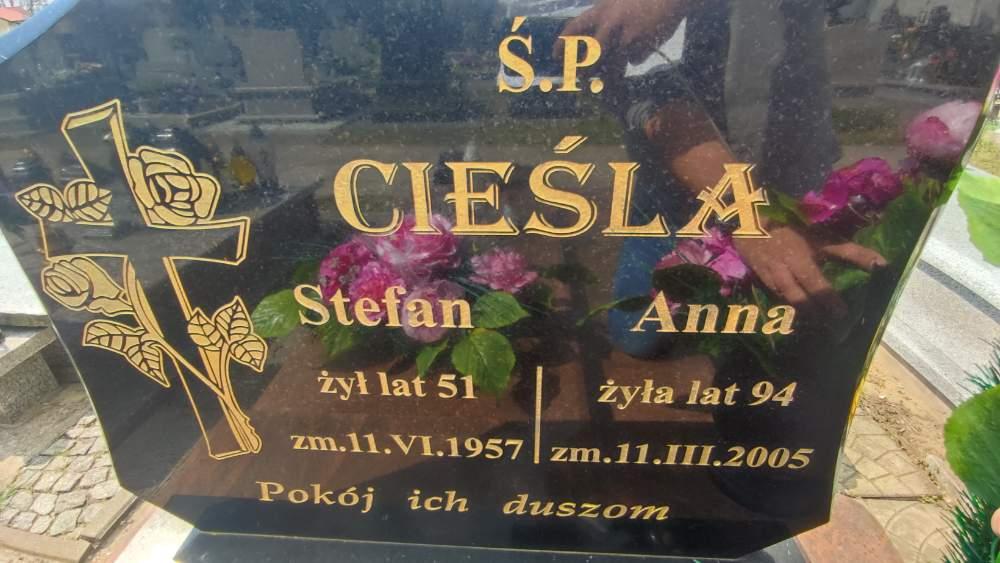 Ś.P.
CIEŚLA
Stefan Anna
żył lat 51 żyła lat 94
zm.11.VI.1957 zm.11.III.2005
Pokój ich duszom